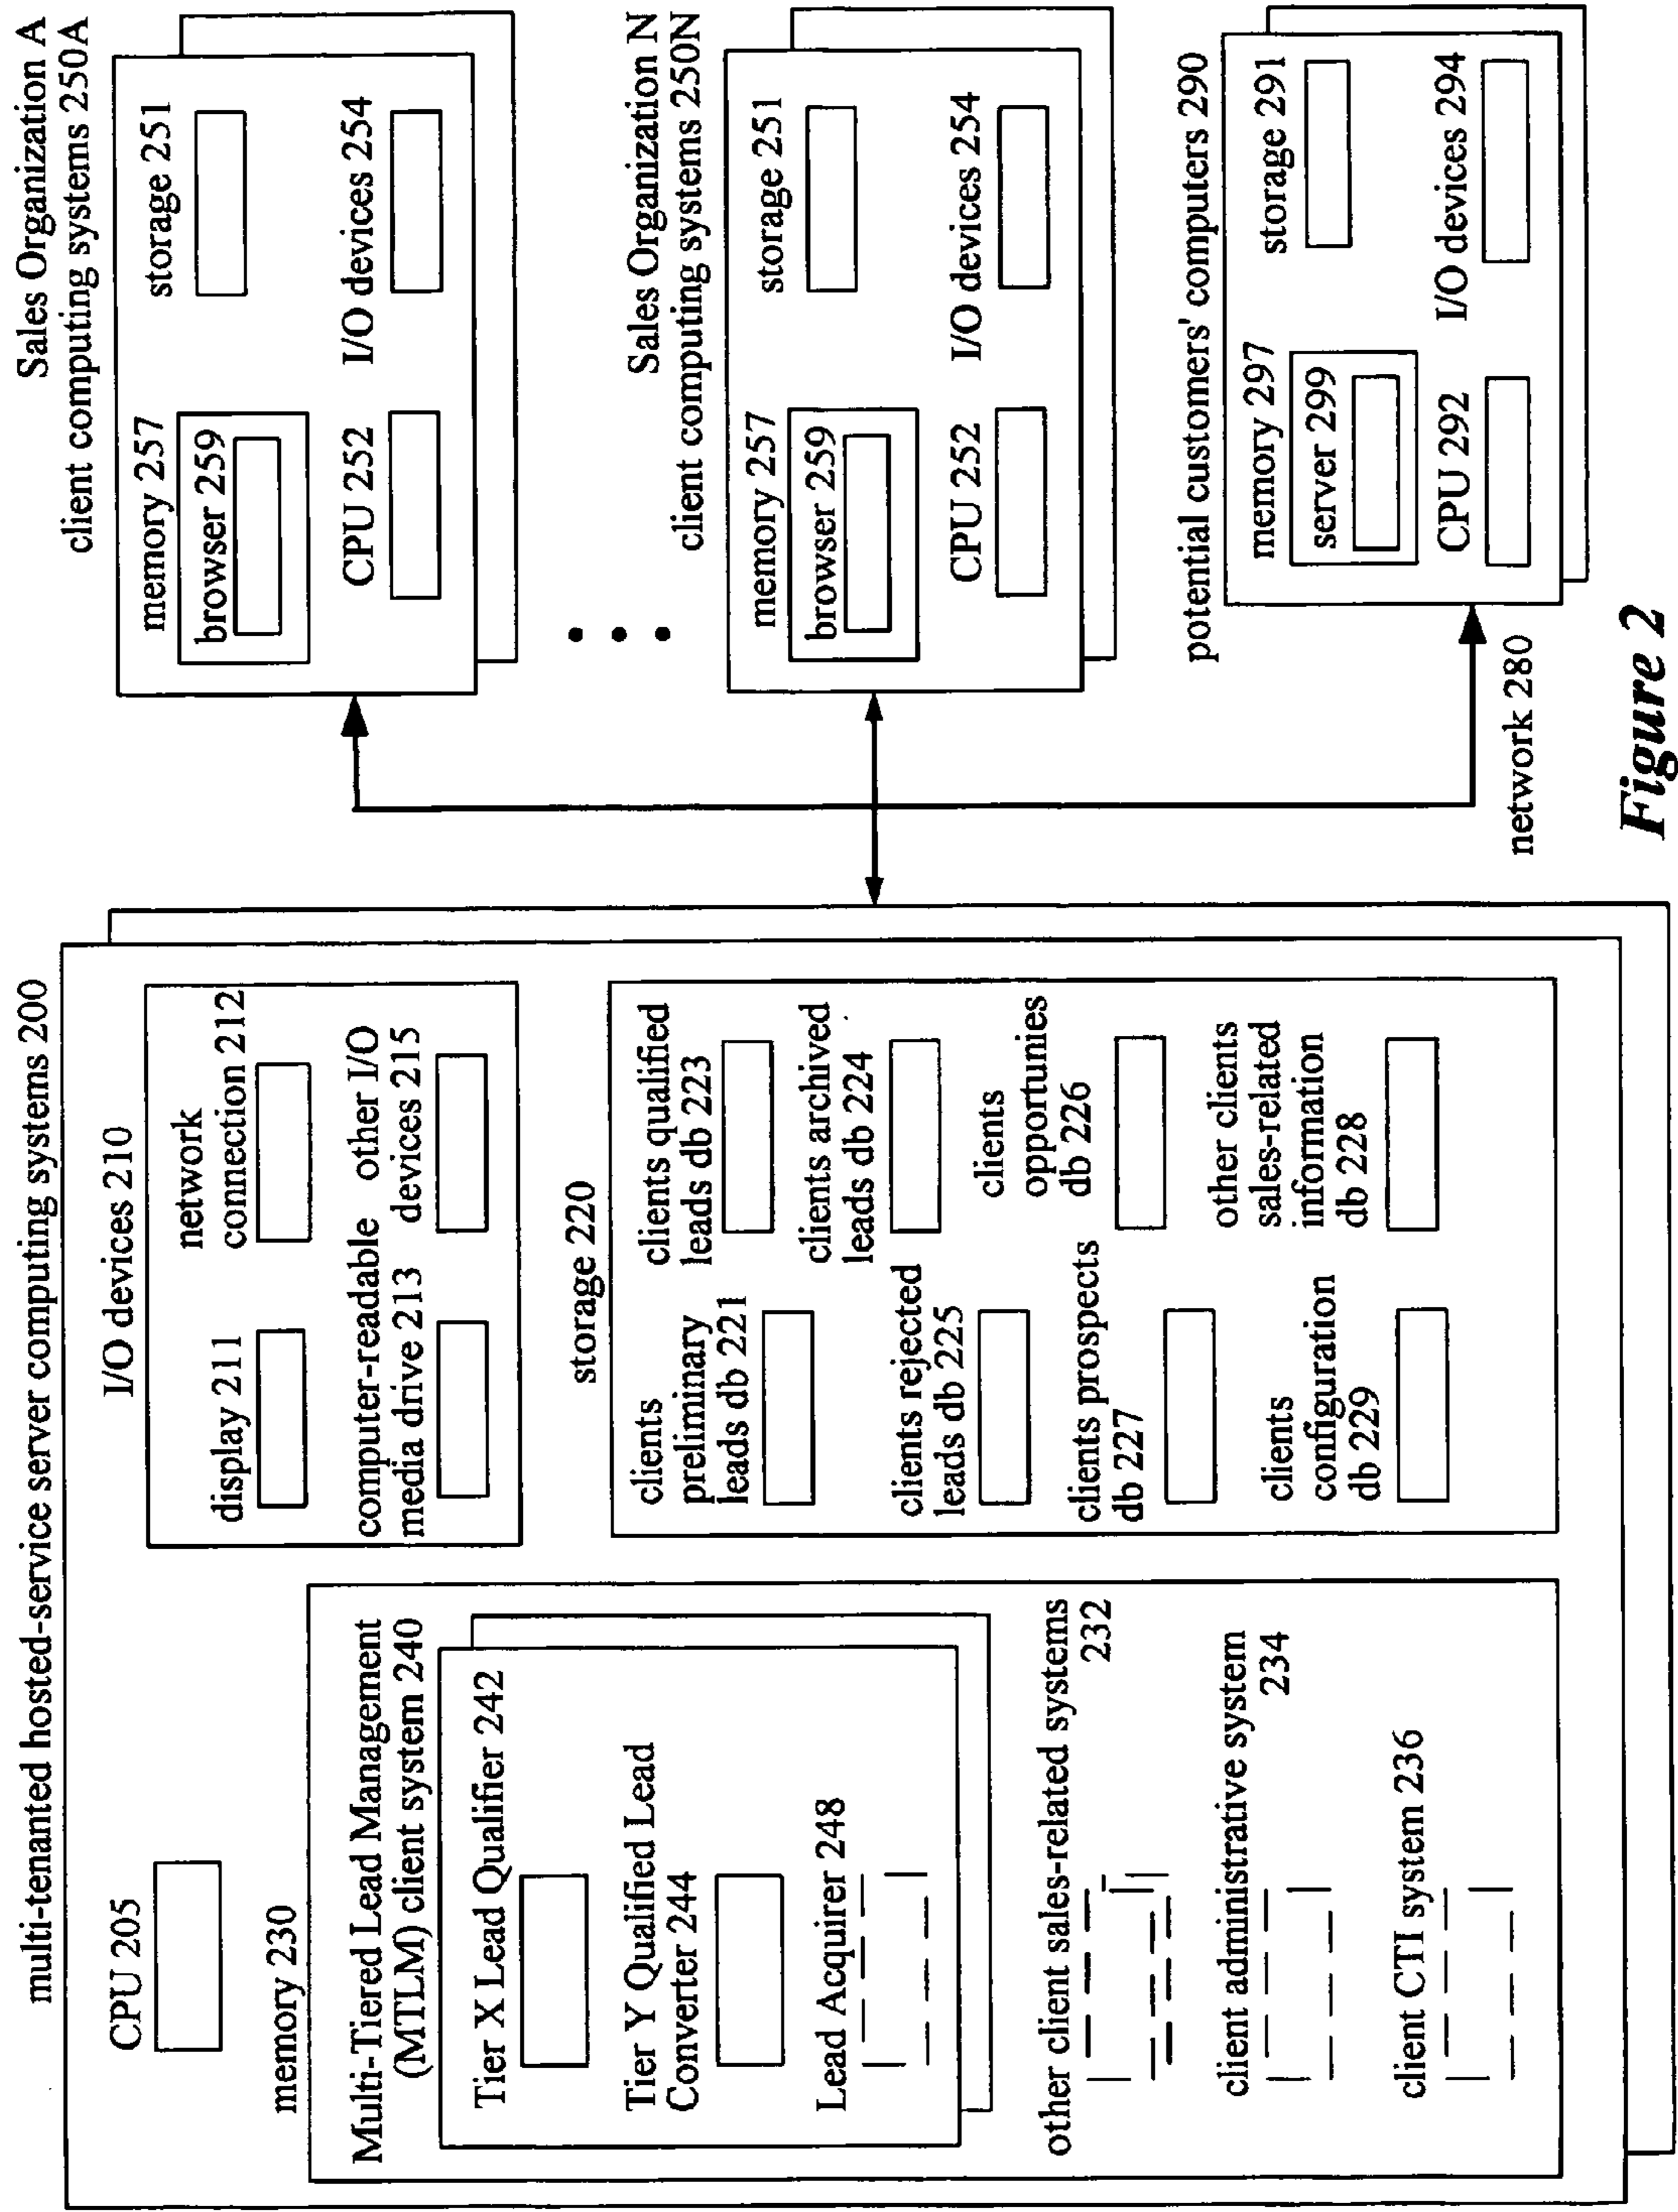 multi-tenanted hosted-service server computing systems 200
CPU 205
I/O devices 210
display 211
network
connection 212
computer-readable
media drive 213
other I/O
devices 215
memory 230
Multi-Tiered Lead Management
(MTLM) client system 240
Tier X Lead Qualifier 242
Tier Y Qualified Lead
Converter 244
Lead Acquirer 248
other client sales-related systems
232
client administrative system
234
client CTI system 236
storage 220
clients
preliminary
leads db 221
clients qualified
leads db 223
clients rejected
leads db 225
clients archived
leads db 224
clients prospects
db 227
clients
opportunies
db 226
clients
configuration
db 229
other clients
sales-related
information
db 228
Sales Organization A
client computing systems 250A
memory 257
browser 259
storage 251
CPU 252
I/O devices 254
Sales Organization N
client computing systems 250N
memory 257
browser 259
storage 251
CPU 252
I/O devices 254
potential customers' computers 290
memory 297
server 299
storage 291
CPU 292
I/O devices 294
network 280
Figure 2